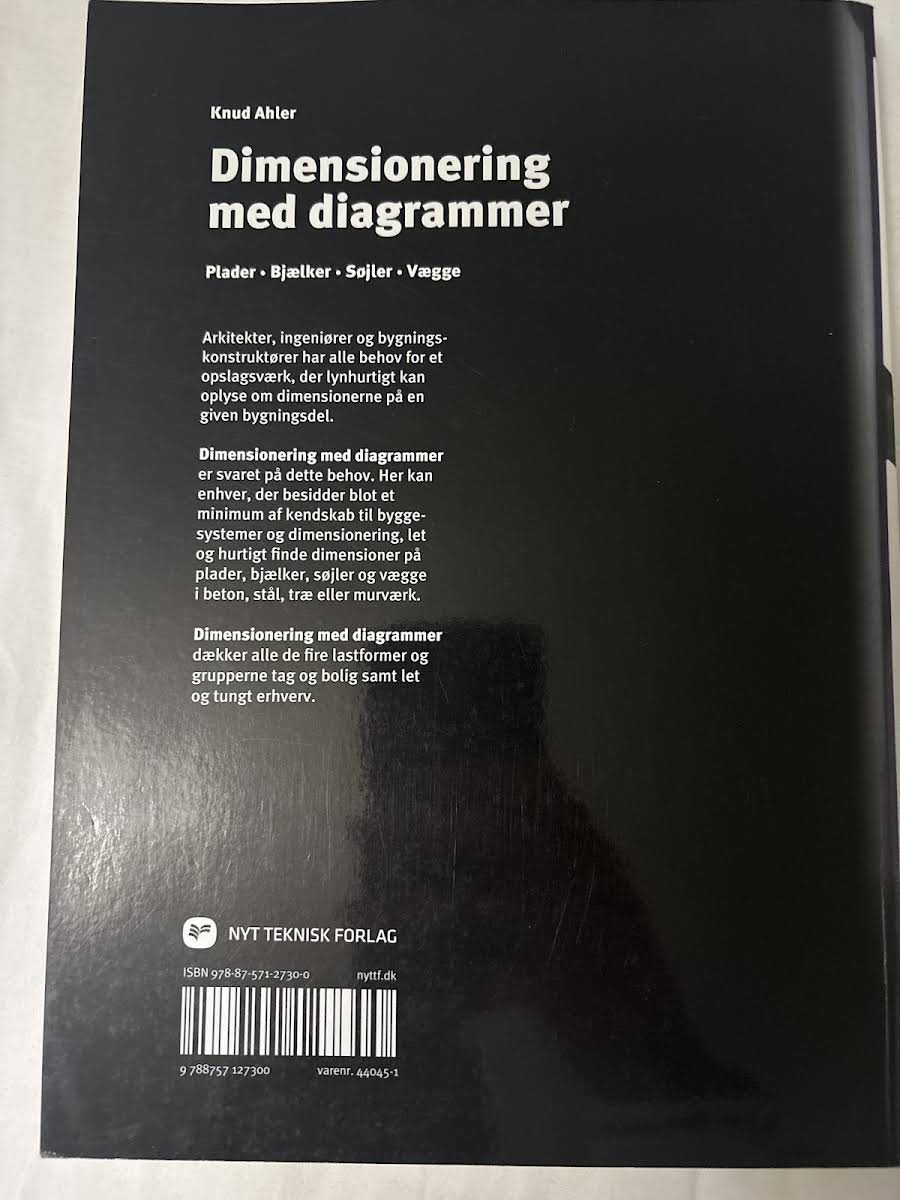 Knud Ahler
Dimensionering
med diagrammer
Plader • Bjælker • Søjler • Vægge
Arkitekter, ingeniører og bygnings-
konstruktører har alle behov for et
opslagsværk, der lynhurtigt kan
oplyse om dimensionerne på en
given bygningsdel.
Dimensionering med diagrammer
er svaret på dette behov. Her kan
enhver, der besidder blot et
minimum af kendskab til bygge-
systemer og dimensionering, let
og hurtigt finde dimensioner på
plader, bjælker, søjler og vægge
i beton, stål, træ eller murværk.
Dimensionering med diagrammer
dækker alle de fire lastformer og
grupperne tag og bolig samt let
og tungt erhverv.
NYT TEKNISK FORLAG
ISBN 978-87-571-2730-0 nyttf.dk
9 788757 127300 varenr. 44045-1